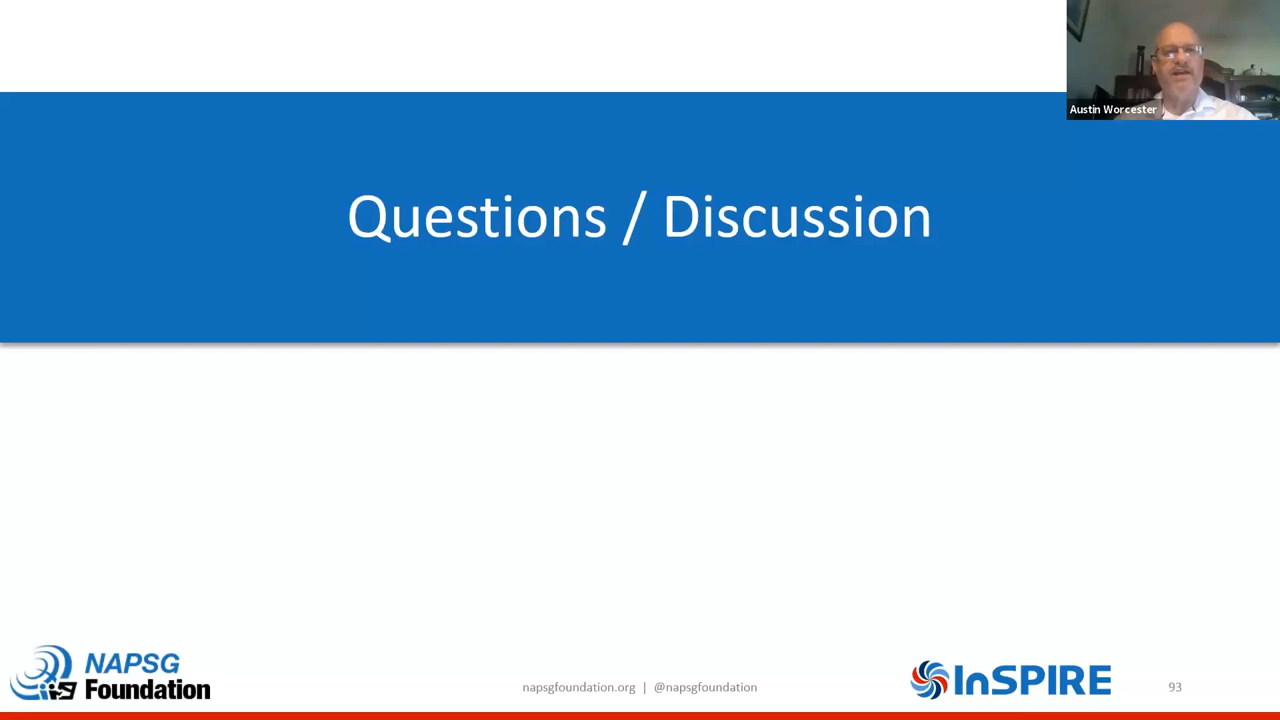 Austin Worcester
Questions / Discussion
NAPSG
Foundation
napsgfoundation.org | @napsgfoundation
InSPIRE
93